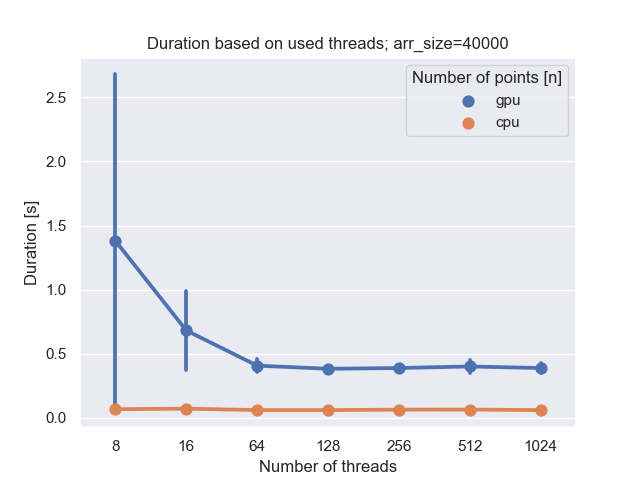 Duration based on used threads; arr_size=40000
Number of points [n]
gpu
cpu
Duration [s]
2.5
2.0
1.5
1.0
0.5
0.0
8 16 64 128 256 512 1024
Number of threads